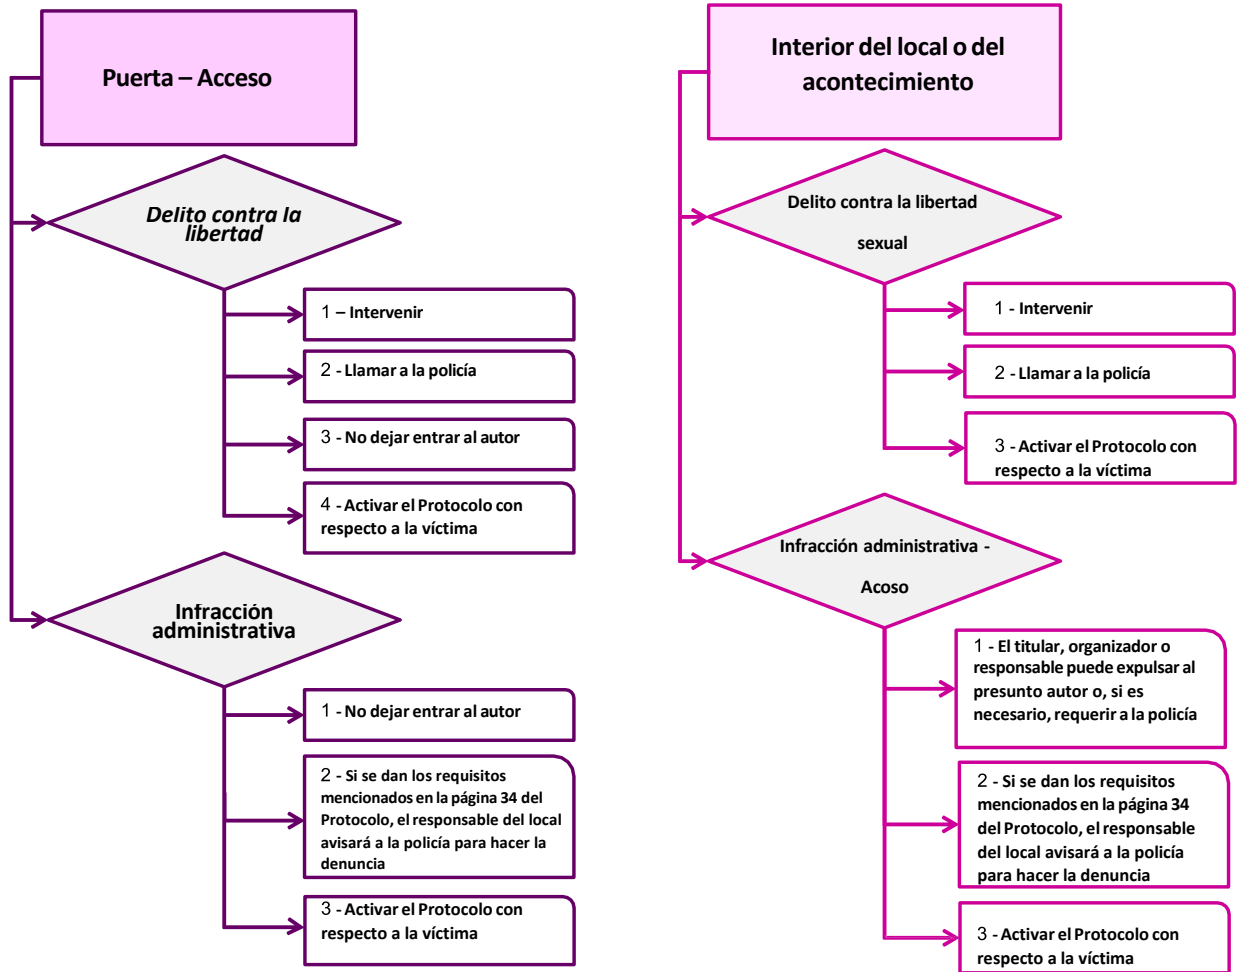 Puerta – Acceso
Delito contra la
libertad
1 – Intervenir
2 - Llamar a la policía
3 - No dejar entrar al autor
4 - Activar el Protocolo con
respecto a la víctima
Infracción
administrativa
1 - No dejar entrar al autor
2 - Si se dan los requisitos
mencionados en la página 34 del
Protocolo, el responsable del local
avisará a la policía para hacer la
denuncia
3 - Activar el Protocolo con
respecto a la víctima
Interior del local o del
acontecimiento
Delito contra la libertad
sexual
1 - Intervenir
2 - Llamar a la policía
3 - Activar el Protocolo con
respecto a la víctima
Infracción administrativa -
Acoso
1 - El titular, organizador o
responsable puede expulsar al
presunto autor o, si es
necesario, requerir a la policía
2 - Si se dan los requisitos
mencionados en la página 34
del Protocolo, el responsable
del local avisará a la policía
para hacer la denuncia
3 - Activar el Protocolo con
respecto a la víctima